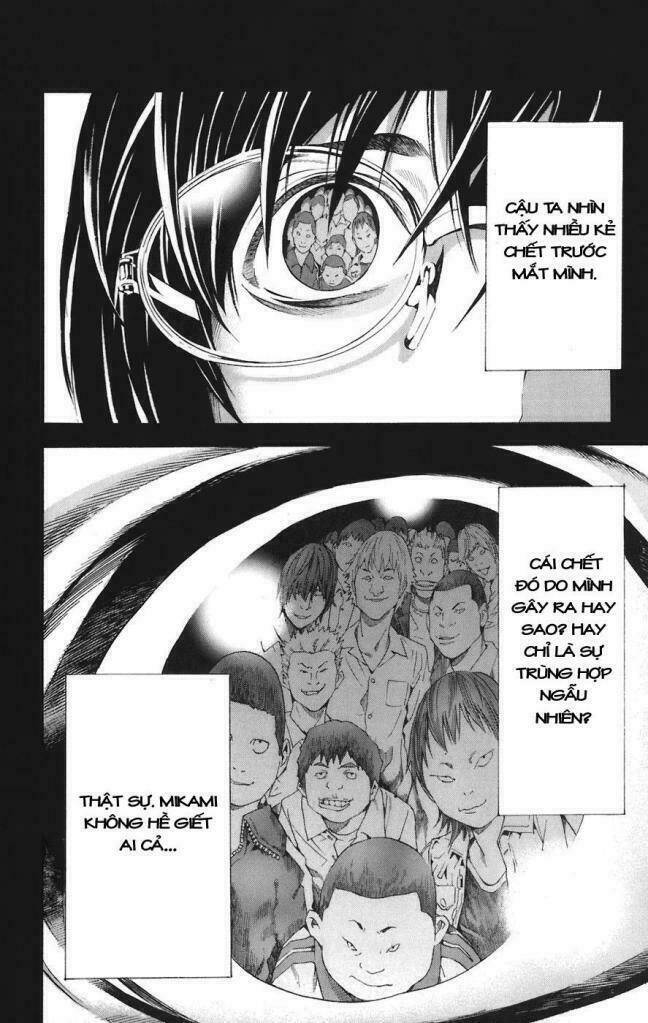 CẬU TA NHÌN
THẤY NHIỀU KẺ
CHẾT TRƯỚC
MẮT MÌNH.
CÁI CHẾT
ĐÓ DO MÌNH
GÂY RA HAY
SAO? HAY
CHỈ LÀ SỰ
TRÙNG HỢP
NGẪU
NHIÊN?
THẬT SỰ. MIKAMI
KHÔNG HỀ GIẾT
AI CẢ...